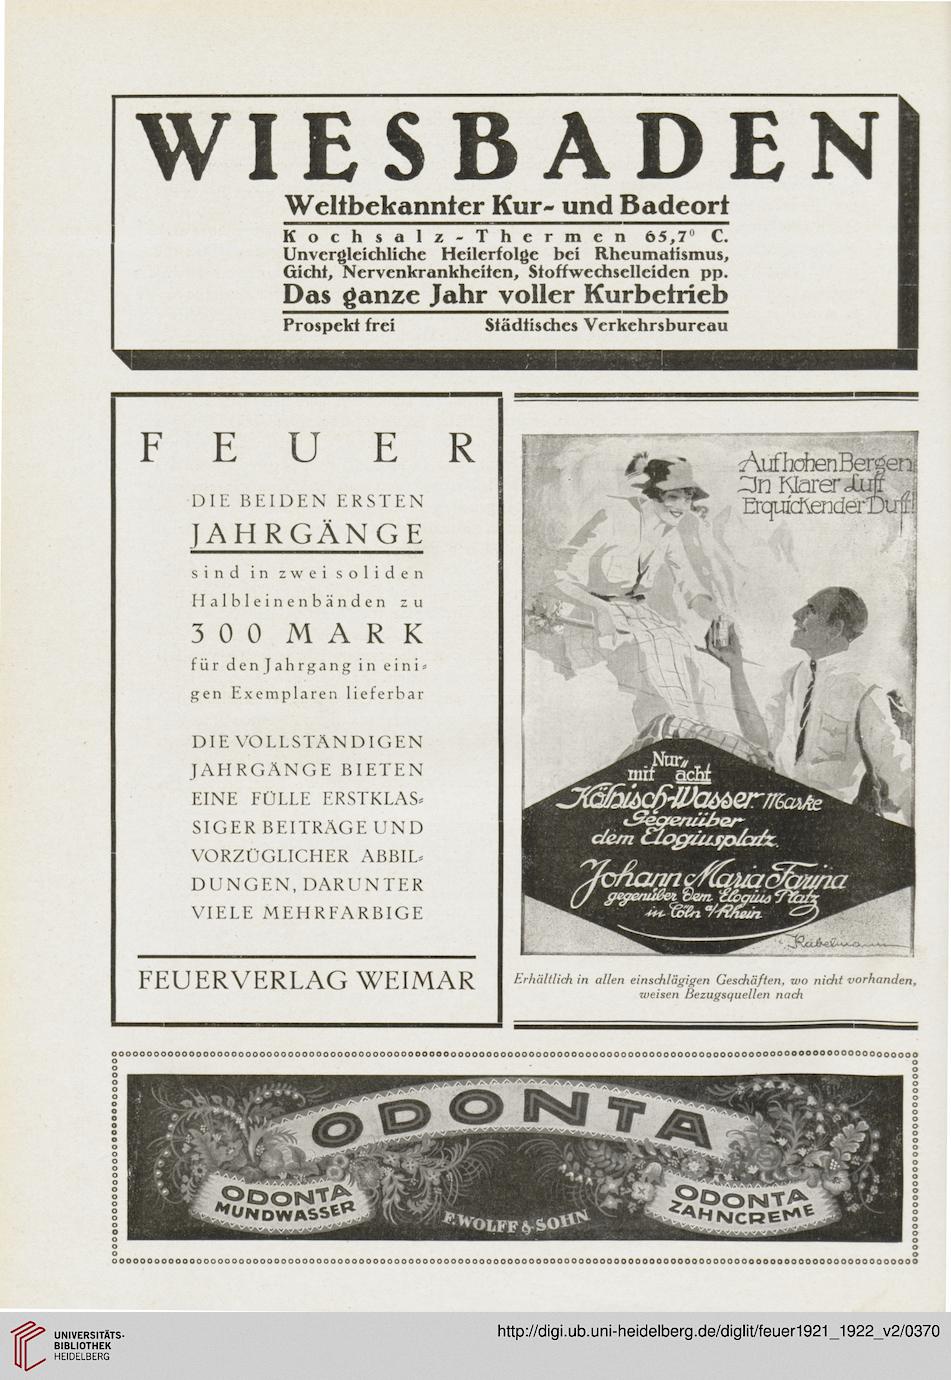 WIESBADEN
Weltbekannter Kur- und Badeort
Kochsalz-Thermen 65,7⁰ C.
Unvergleichliche Heilerfolge bei Rheumatismus,
Gicht, Nervenkrankheiten, Stoffwechselleiden pp.
Das ganze Jahr voller Kurbetrieb
Prospekt frei Städtisches Verkehrsbureau
FEUER
DIE BEIDEN ERSTEN
JAHRGÄNGE
sind in zwei soliden
Halbleinenbänden zu
300 MARK
für den Jahrgang in eini-
gen Exemplaren lieferbar
DIE VOLLSTÄNDIGEN
JAHRGÄNGE BIETEN
EINE FÜLLE ERSTKLAS-
SIGER BEITRÄGE UND
VORZÜGLICHER ABBIL-
DUNGEN, DARUNTER
VIELE MEHRFARBIGE
FEUERVERLAG WEIMAR
Auf hohen Bergen
In Klarer Luft
Erquickender Duft!
Nur
mit ächt
Kölnisch-Wasser Marke
Gegenüber
dem Elogiusplatz.
Johann Maria Farina
gegenüber dem Elogius Platz
in Cöln a/Rhein
Kabelmann
Erhältlich in allen einschlägigen Geschäften, wo nicht vorhanden,
weisen Bezugsquellen nach
ODONTA
ODONTA
MUNDWASSER
F. WOLFF & SOHN
ODONTA
ZAHNCREME
UNIVERSITÄTS-
BIBLIOTHEK
HEIDELBERG
http://digi.ub.uni-heidelberg.de/diglit/feuer1921_1922_v2/0370